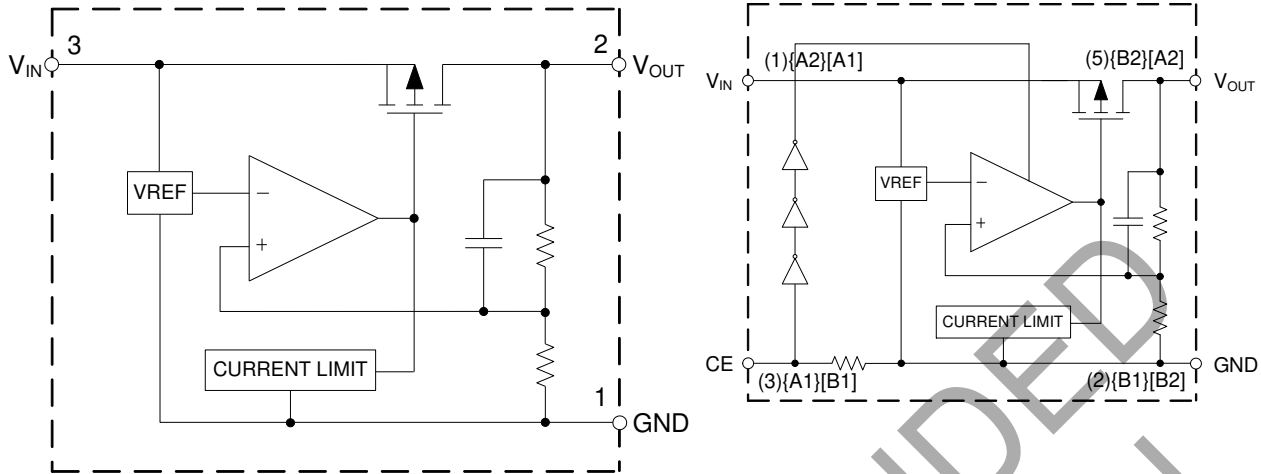 3
2
VIN
VOUT
VREF
−
+
CURRENT LIMIT
1
GND
(1){A2}[A1]
(5){B2}[A2]
VIN
VOUT
VREF
−
+
CURRENT LIMIT
CE
GND
(3){A1}[B1]
(2){B1}[B2]
NDED